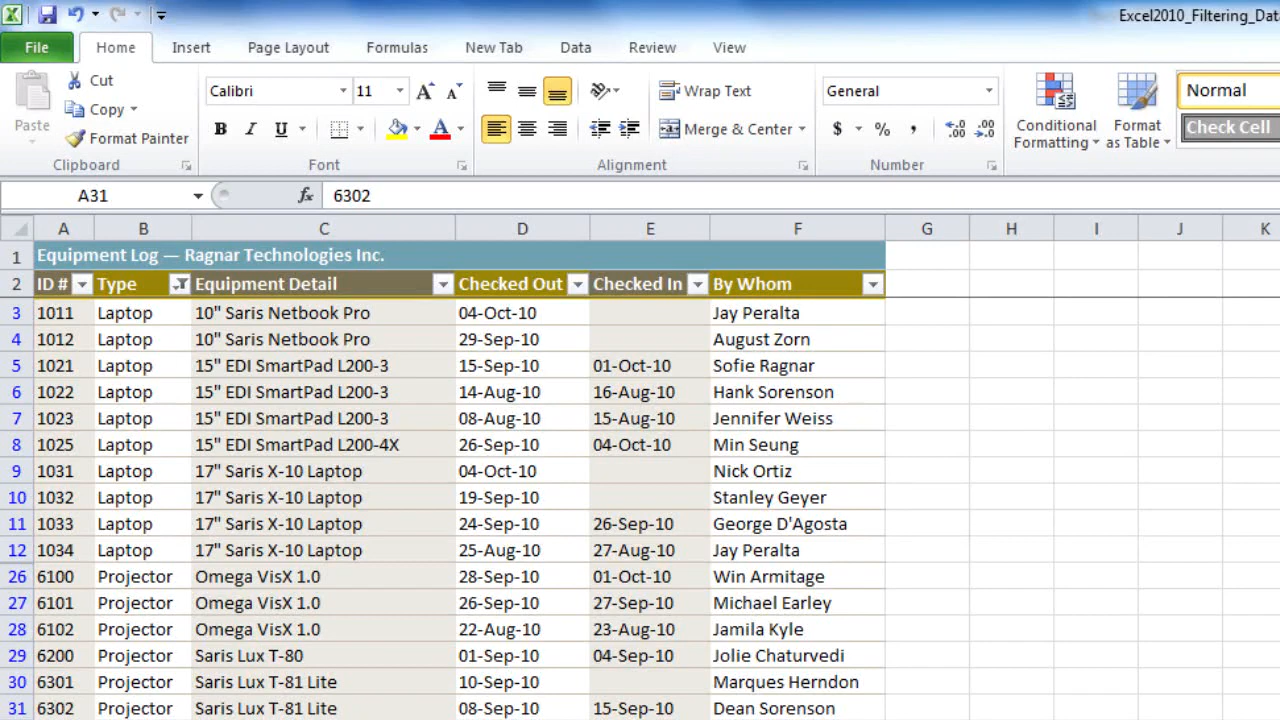 Excel2010_Filtering_Dat
File Home Insert Page Layout Formulas New Tab Data Review View
Cut
Copy
Format Painter
Paste
Clipboard
Calibri 11
B I U
Font
Wrap Text
Merge & Center
Alignment
General
$ % , .00 .00
Number
Conditional Formatting
Format as Table
Normal
Check Cell
A31 fx 6302
A B C D E F G H I J K
1 Equipment Log — Ragnar Technologies Inc.
2 ID # Type Equipment Detail Checked Out Checked In By Whom
3 1011 Laptop 10" Saris Netbook Pro 04-Oct-10 Jay Peralta
4 1012 Laptop 10" Saris Netbook Pro 29-Sep-10 August Zorn
5 1021 Laptop 15" EDI SmartPad L200-3 15-Sep-10 01-Oct-10 Sofie Ragnar
6 1022 Laptop 15" EDI SmartPad L200-3 14-Aug-10 16-Aug-10 Hank Sorenson
7 1023 Laptop 15" EDI SmartPad L200-3 08-Aug-10 15-Aug-10 Jennifer Weiss
8 1025 Laptop 15" EDI SmartPad L200-4X 26-Sep-10 04-Oct-10 Min Seung
9 1031 Laptop 17" Saris X-10 Laptop 04-Oct-10 Nick Ortiz
10 1032 Laptop 17" Saris X-10 Laptop 19-Sep-10 Stanley Geyer
11 1033 Laptop 17" Saris X-10 Laptop 24-Sep-10 26-Sep-10 George D'Agosta
12 1034 Laptop 17" Saris X-10 Laptop 25-Aug-10 27-Aug-10 Jay Peralta
26 6100 Projector Omega VisX 1.0 28-Sep-10 01-Oct-10 Win Armitage
27 6101 Projector Omega VisX 1.0 26-Sep-10 27-Sep-10 Michael Earley
28 6102 Projector Omega VisX 1.0 22-Aug-10 23-Aug-10 Jamila Kyle
29 6200 Projector Saris Lux T-80 01-Sep-10 04-Sep-10 Jolie Chaturvedi
30 6301 Projector Saris Lux T-81 Lite 10-Sep-10 Marques Herndon
31 6302 Projector Saris Lux T-81 Lite 08-Sep-10 15-Sep-10 Dean Sorenson